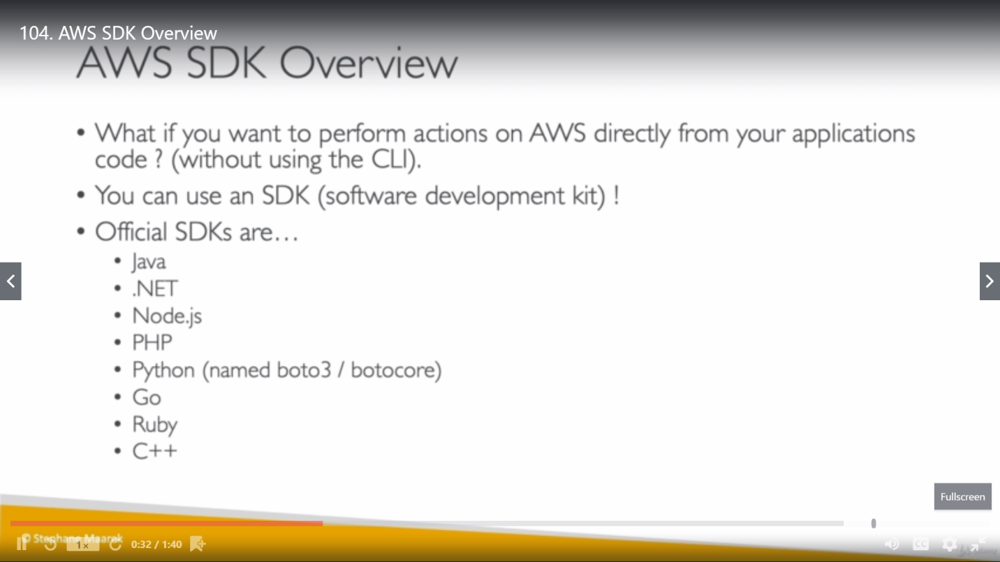 104. AWS SDK Overview
AWS SDK Overview
• What if you want to perform actions on AWS directly from your applications
code ? (without using the CLI).
• You can use an SDK (software development kit) !
• Official SDKs are...
• Java
• .NET
• Node.js
• PHP
• Python (named boto3 / botocore)
• Go
• Ruby
• C++
Fullscreen
© Stephane Maarek
1x
0:32 / 1:40
CC